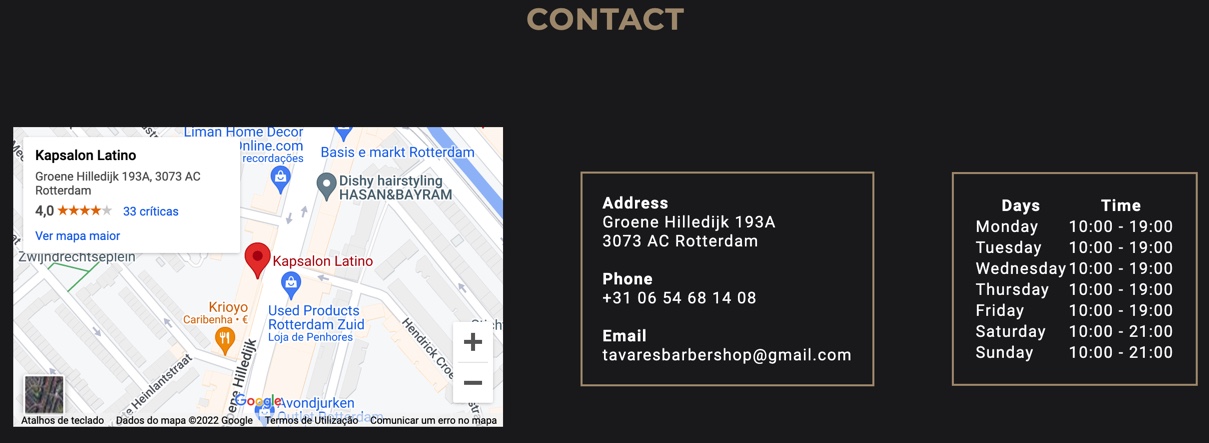 CONTACT
Kapsalon Latino
Groene Hilledijk 193A, 3073 AC
Rotterdam
4,0 33 críticas
Ver mapa maior
Liman Home Decor
Online.com
recordações
Basis e markt Rotterdam
Dishy hairstyling
HASAN&BAYRAM
Zwijndrechtseplein
Kapsalon Latino
Used Products
Rotterdam Zuid
Loja de Penhores
Krioyo
Caribenha • €
Hendrick Croe
e Heinlantstraat
ene Hilledijk
Google
Avondjurken
Outlet Rotterdam
+
−
Atalhos de teclado Dados do mapa ©2022 Google Termos de Utilização Comunicar um erro no mapa
Address
Groene Hilledijk 193A
3073 AC Rotterdam
Phone
+31 06 54 68 14 08
Email
tavaresbarbershop@gmail.com
Days Time
Monday 10:00 - 19:00
Tuesday 10:00 - 19:00
Wednesday 10:00 - 19:00
Thursday 10:00 - 19:00
Friday 10:00 - 19:00
Saturday 10:00 - 21:00
Sunday 10:00 - 21:00